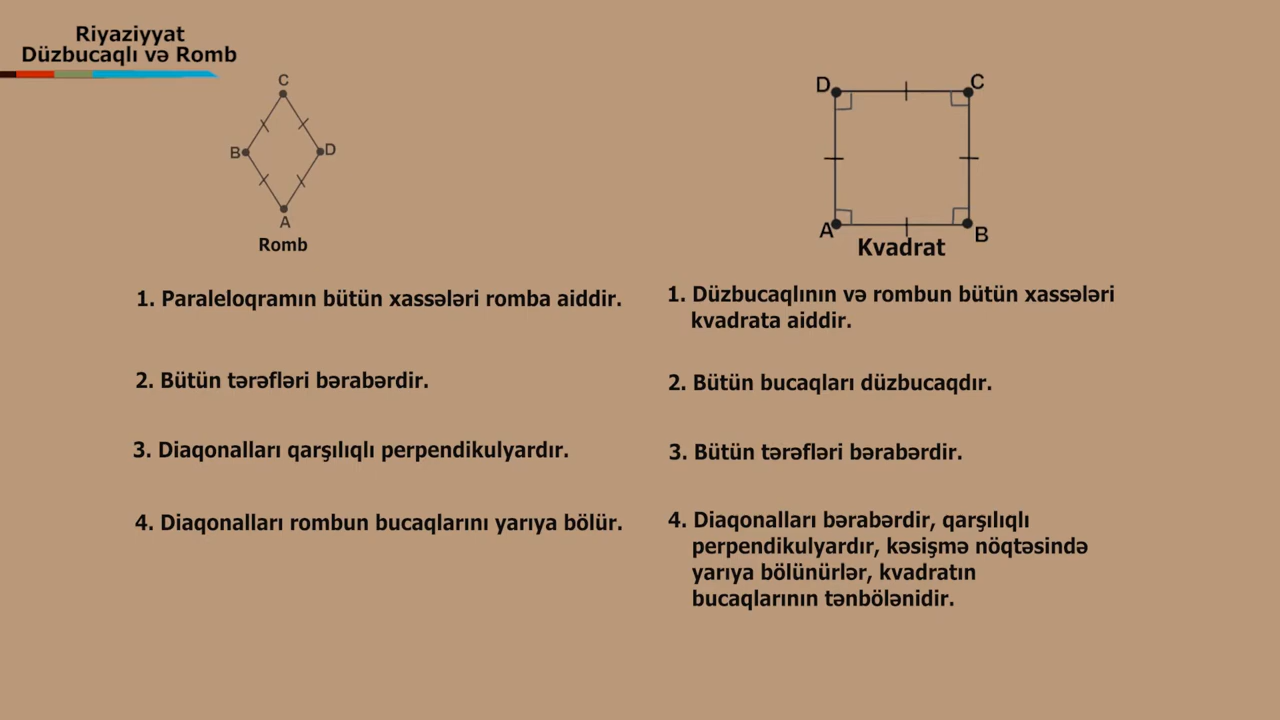 Riyaziyyat
Düzbucaqlı və Romb
C
B
D
A
Romb
1. Paraleloqramın bütün xassələri romba aiddir.
2. Bütün tərəfləri bərabərdir.
3. Diaqonalları qarşılıqlı perpendikulyardır.
4. Diaqonalları rombun bucaqlarını yarıya bölür.
D
C
A
B
Kvadrat
1. Düzbucaqlının və rombun bütün xassələri
kvadrata aiddir.
2. Bütün bucaqları düzbucaqdır.
3. Bütün tərəfləri bərabərdir.
4. Diaqonalları bərabərdir, qarşılıqlı
perpendikulyardır, kəsişmə nöqtəsində
yarıya bölünürlər, kvadratın
bucaqlarının tənbölənidir.